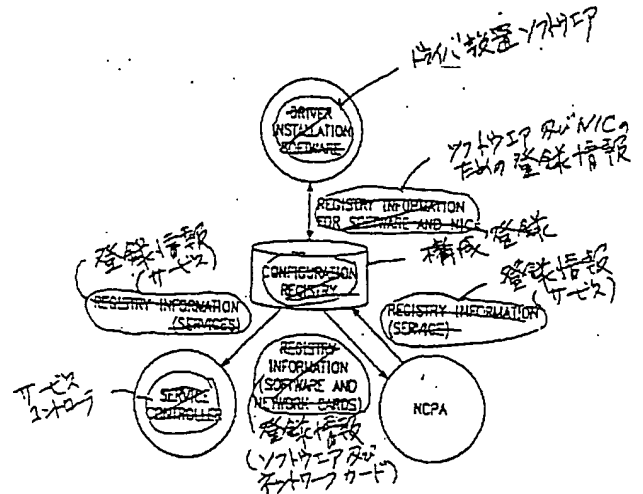 ドライバ設置ソフトウエア
DRIVER
INSTALLATION
SOFTWARE
ソフトウエア及びNICの
ための登録情報
REGISTRY INFORMATION
FOR SOFTWARE AND NIC
構成登録
登録情報
(サービス)
CONFIGURATION
REGISTRY
登録情報
(サービス)
REGISTRY INFORMATION
(SERVICES)
REGISTRY INFORMATION
(SERVICE)
REGISTRY
INFORMATION
(SOFTWARE AND
NETWORK CARDS)
サービス
コントローラ
SERVICE
CONTROLLER
NCPA
登録情報
(ソフトウエア及び
ネットワークカード)